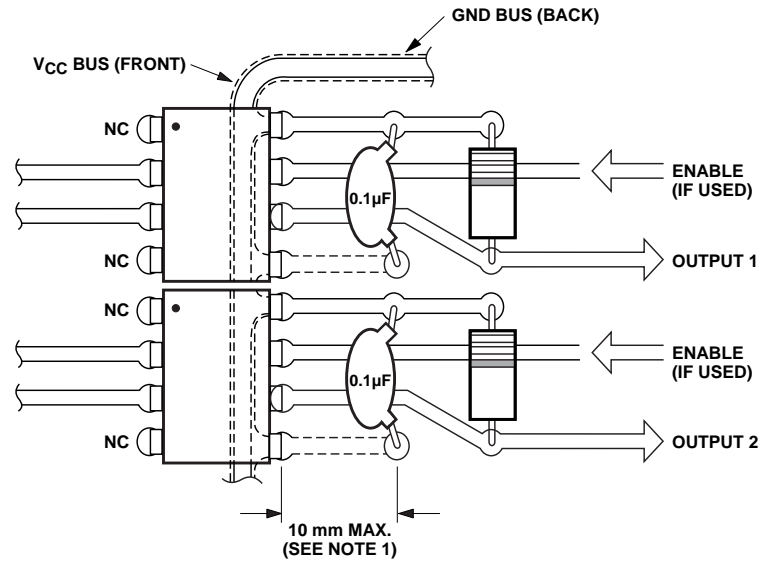 GND BUS (BACK)
VCC BUS (FRONT)
NC
0.1µF
ENABLE
(IF USED)
NC
OUTPUT 1
NC
0.1µF
ENABLE
(IF USED)
NC
OUTPUT 2
10 mm MAX.
(SEE NOTE 1)